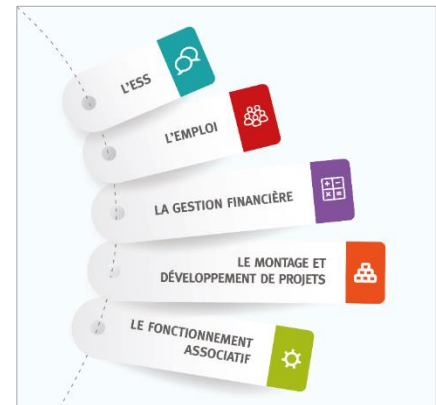 L'ESS
L'EMPLOI
LA GESTION FINANCIÈRE
LE MONTAGE ET
DÉVELOPPEMENT DE PROJETS
LE FONCTIONNEMENT
ASSOCIATIF